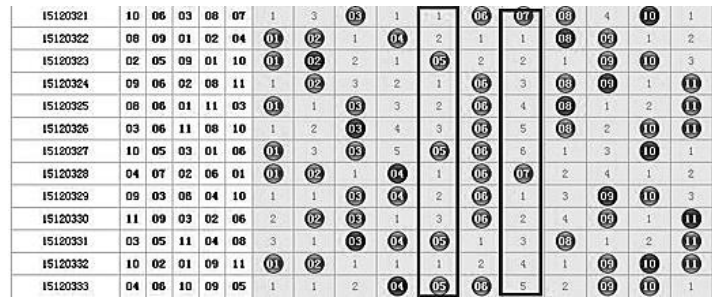 15120321 10 06 03 08 07 1 3 03 1 1 06 07 08 4 10 1
15120322 08 09 01 02 04 01 02 1 04 2 1 1 08 09 1 2
15120323 02 05 09 01 10 01 02 2 1 05 2 2 1 09 10 3
15120324 09 06 02 08 11 1 02 3 2 1 06 3 08 09 1 11
15120325 08 06 01 11 03 01 1 03 3 2 06 4 08 1 2 11
15120326 03 06 11 08 10 1 2 03 4 3 06 5 08 2 10 11
15120327 10 05 03 01 06 01 3 03 5 05 06 6 1 3 10 1
15120328 04 07 02 06 01 01 02 1 04 1 06 07 2 4 1 2
15120329 09 03 06 04 10 1 1 03 04 2 06 1 3 09 10 3
15120330 11 09 03 02 06 2 02 03 1 3 06 2 4 09 1 11
15120331 03 05 11 04 08 3 1 03 04 05 1 3 08 1 2 11
15120332 10 02 01 09 11 01 02 1 1 1 2 4 1 09 10 11
15120333 04 06 10 09 05 1 1 2 04 05 06 5 2 09 10 1